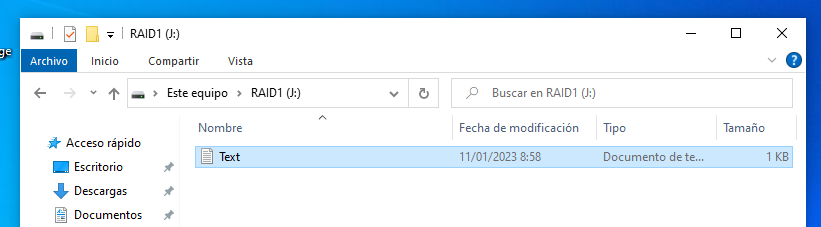 RAID1 (J:)
ge
Archivo Inicio Compartir Vista
Este equipo RAID1 (J:) Buscar en RAID1 (J:)
Nombre Fecha de modificación Tipo Tamaño
Acceso rápido
Text 11/01/2023 8:58 Documento de te... 1 KB
Escritorio
Descargas
Documentos